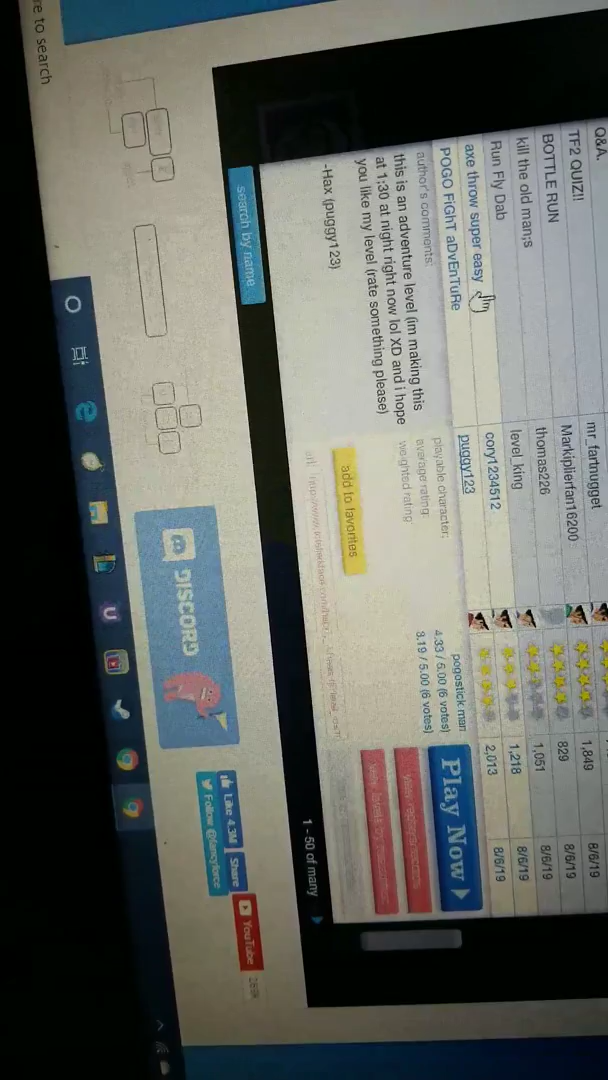 Q&A.
TF2 QUIZ!!
BOTTLE RUN
kill the old man;s
Run Fly Dab
axe throw super easy
POGO FiGhT aDvEnTuRe
mr_fartnugget
Markiplierfan16200
thomas226
level_king
cory1234512
puggy123
1,849 8/6/19
829 8/6/19
1,051 8/6/19
1,218 8/6/19
2,013 8/6/19
author's comments:
this is an adventure level (im making this
at 1:30 at night right now lol XD and i hope
you like my level (rate something please)
-Hax (puggy123)
playable character: pogostick man
average rating: 4.33 / 5.00 (6 votes)
weighted rating: 3.19 / 5.00 (6 votes)
Play Now
add to favorites
search by name
1 - 50 of many
DISCORD
Like 4.3M Share
Follow @fancyforce
YouTube
re to search